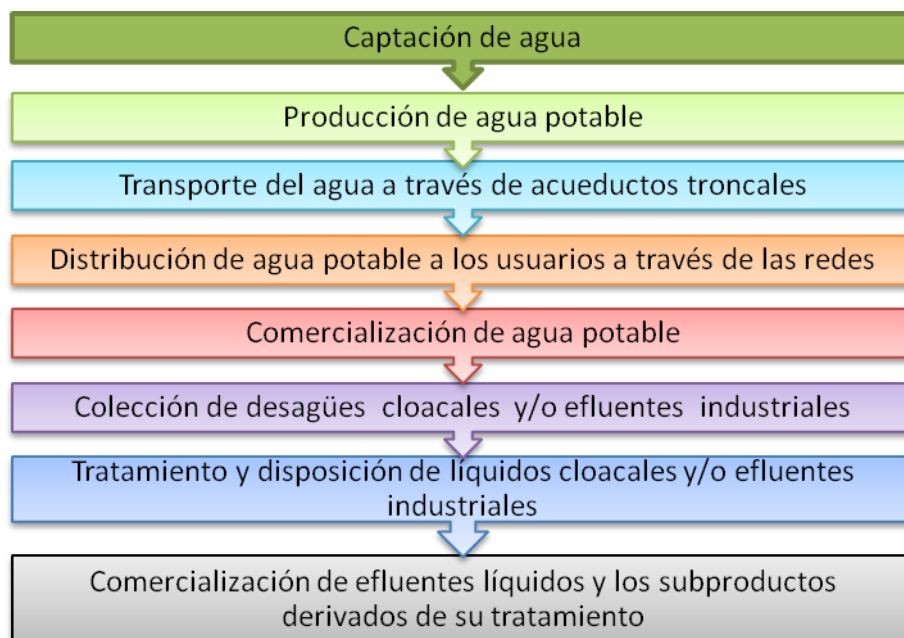 Captación de agua
Producción de agua potable
Transporte del agua a través de acueductos troncales
Distribución de agua potable a los usuarios a través de las redes
Comercialización de agua potable
Colección de desagües cloacales y/o efluentes industriales
Tratamiento y disposición de líquidos cloacales y/o efluentes
industriales
Comercialización de efluentes líquidos y los subproductos
derivados de su tratamiento